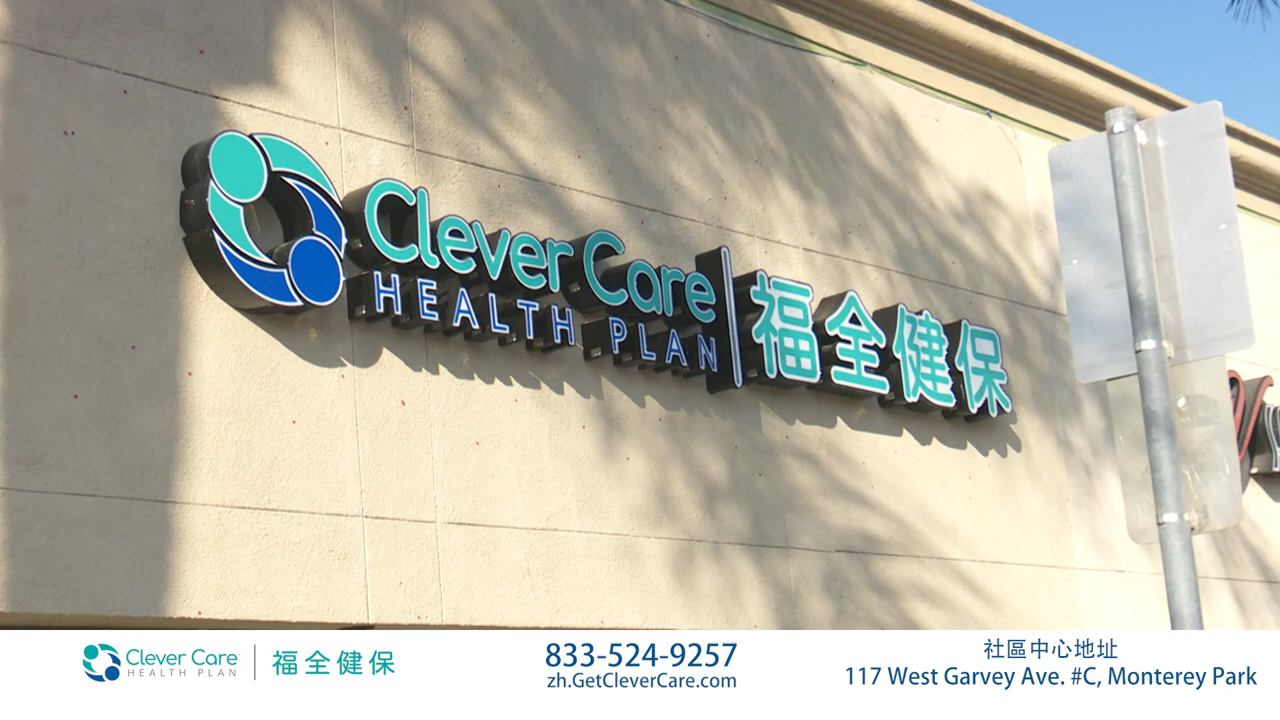 Clever Care
HEALTH PLAN
福全健保
Clever Care
HEALTH PLAN
福全健保
833-524-9257
zh.GetCleverCare.com
社區中心地址
117 West Garvey Ave. #C, Monterey Park